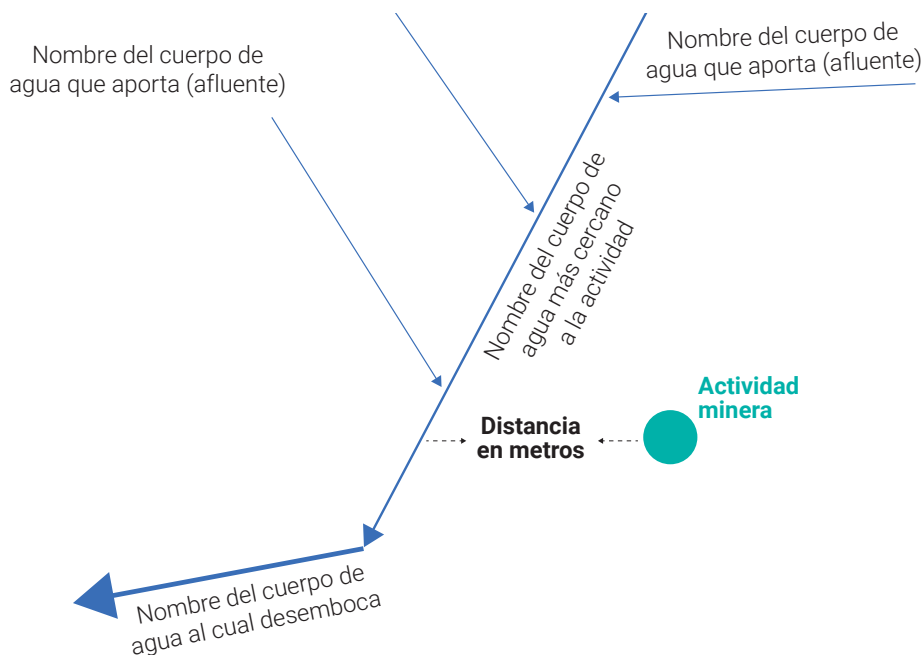 Nombre del cuerpo de
agua que aporta (afluente)
Nombre del cuerpo de
agua que aporta (afluente)
Nombre del cuerpo de
agua más cercano
a la actividad
Actividad
minera
Distancia
en metros
Nombre del cuerpo de
agua al cual desemboca